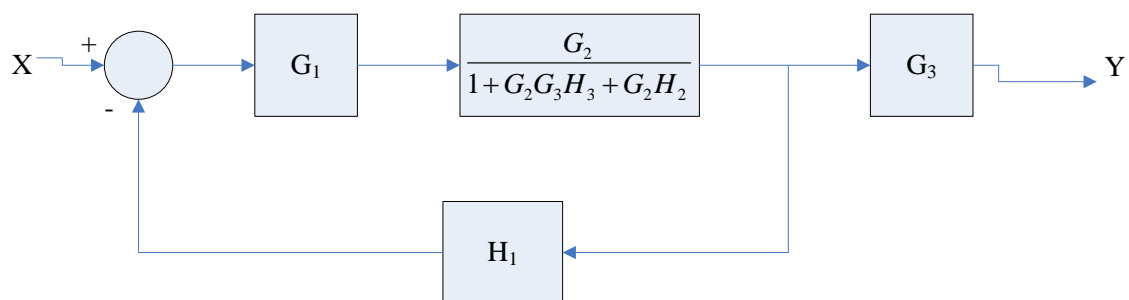 X
+
-
G₁
G₂
1+G₂G₃H₃+G₂H₂
G₃
Y
H₁